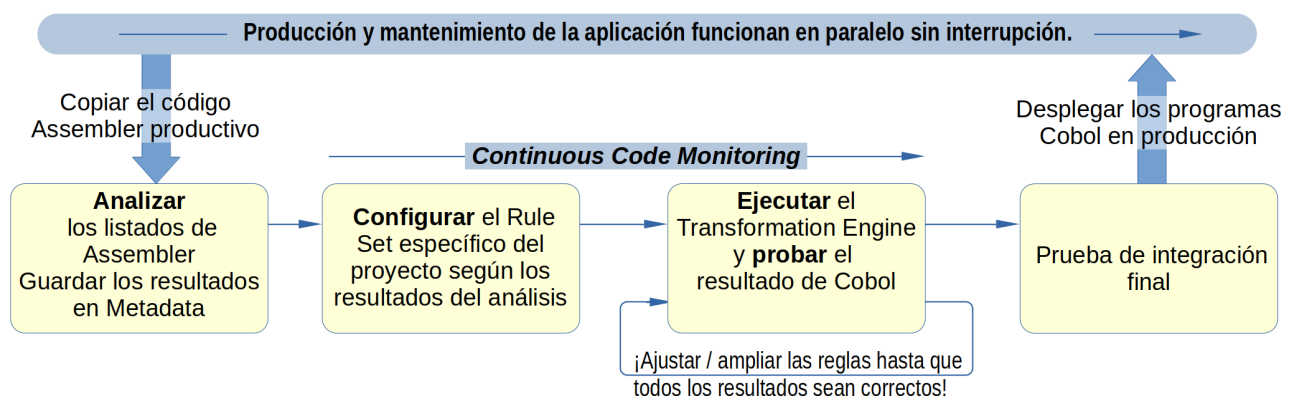 Producción y mantenimiento de la aplicación funcionan en paralelo sin interrupción.
Copiar el código
Assembler productivo
Desplegar los programas
Cobol en producción
Continuous Code Monitoring
Analizar
los listados de
Assembler
Guardar los resultados
en Metadata
Configurar el Rule
Set específico del
proyecto según los
resultados del análisis
Ejecutar el
Transformation Engine
y probar el
resultado de Cobol
Prueba de integración
final
¡Ajustar / ampliar las reglas hasta que
todos los resultados sean correctos!